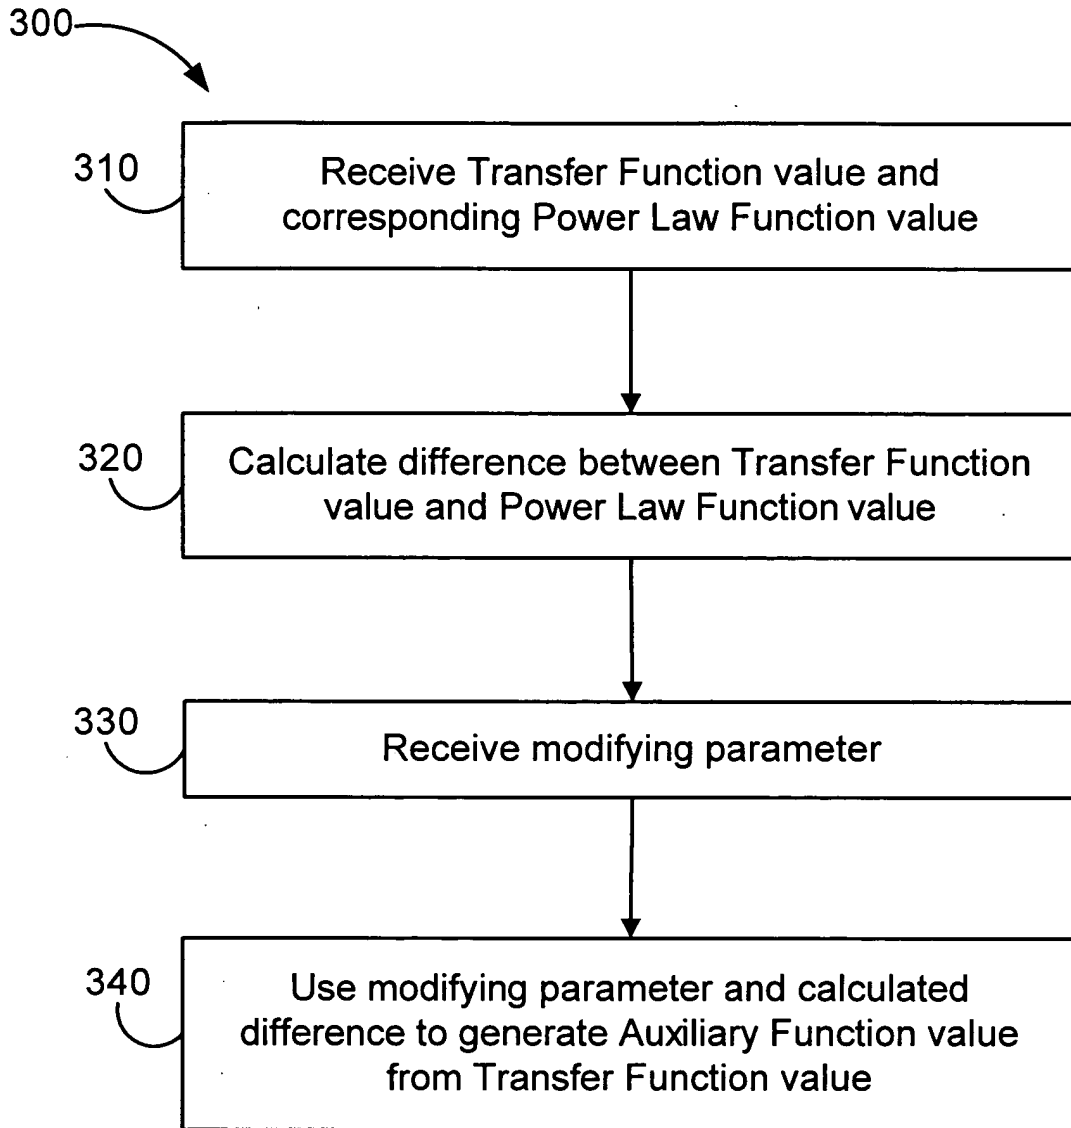 300
310
Receive Transfer Function value and
corresponding Power Law Function value
320
Calculate difference between Transfer Function
value and Power Law Function value
330
Receive modifying parameter
340
Use modifying parameter and calculated
difference to generate Auxiliary Function value
from Transfer Function value